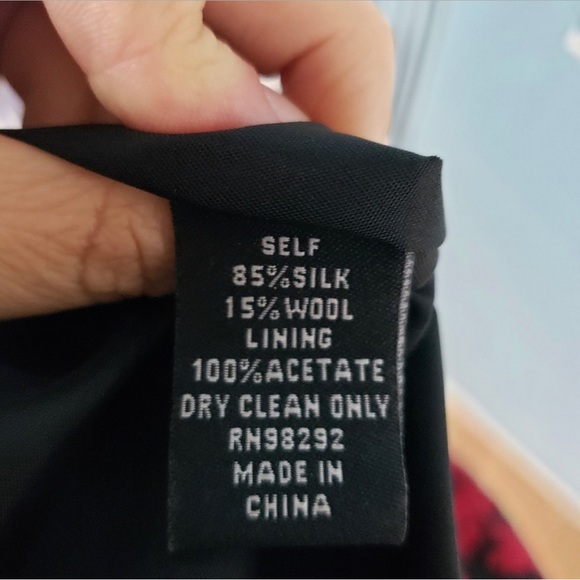 SELF
85%SILK
15%WOOL
LINING
100%ACETATE
DRY CLEAN ONLY
RN98292
MADE IN
CHINA